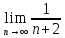 lim n→∞ 1/(n+2)